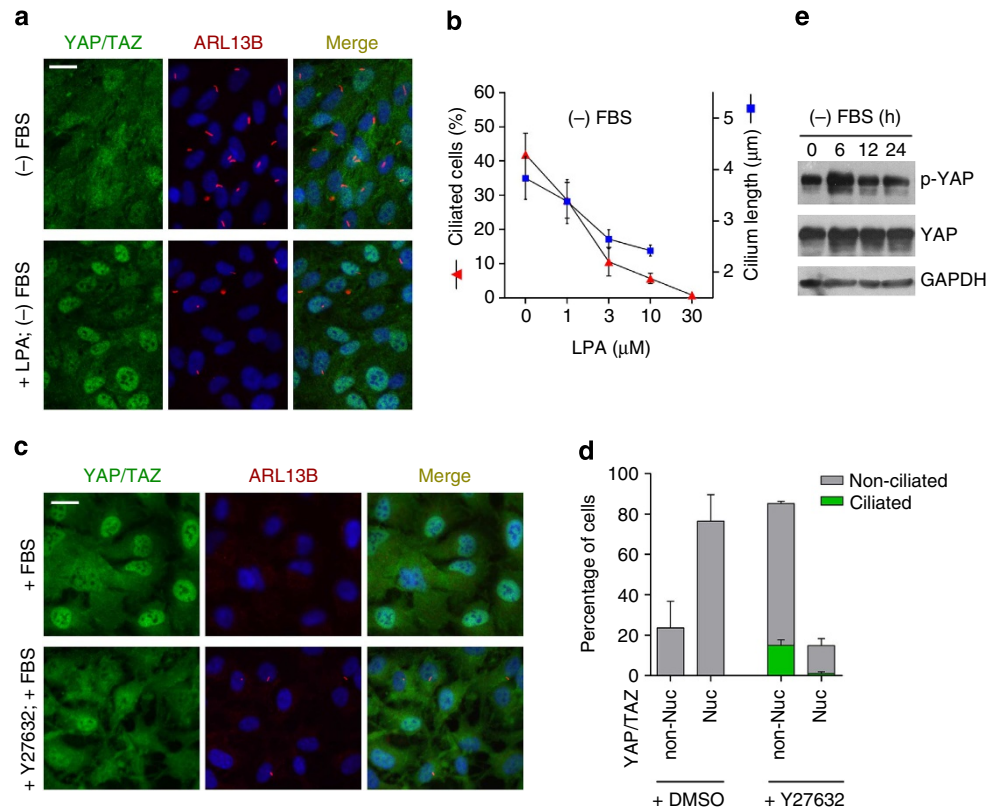 a
YAP/TAZ ARL13B Merge
(–) FBS
+ LPA; (–) FBS
b
(–) FBS
Ciliated cells (%)
60
50
40
30
20
10
0
Cilium length (μm)
5
4
3
2
0 1 3 10 30
LPA (μM)
e
(–) FBS (h)
0 6 12 24
p-YAP
YAP
GAPDH
c
YAP/TAZ ARL13B Merge
+ FBS
+ Y27632; + FBS
d
Percentage of cells
100
80
60
40
20
0
Non-ciliated
Ciliated
YAP/TAZ
non-Nuc Nuc non-Nuc Nuc
+ DMSO + Y27632